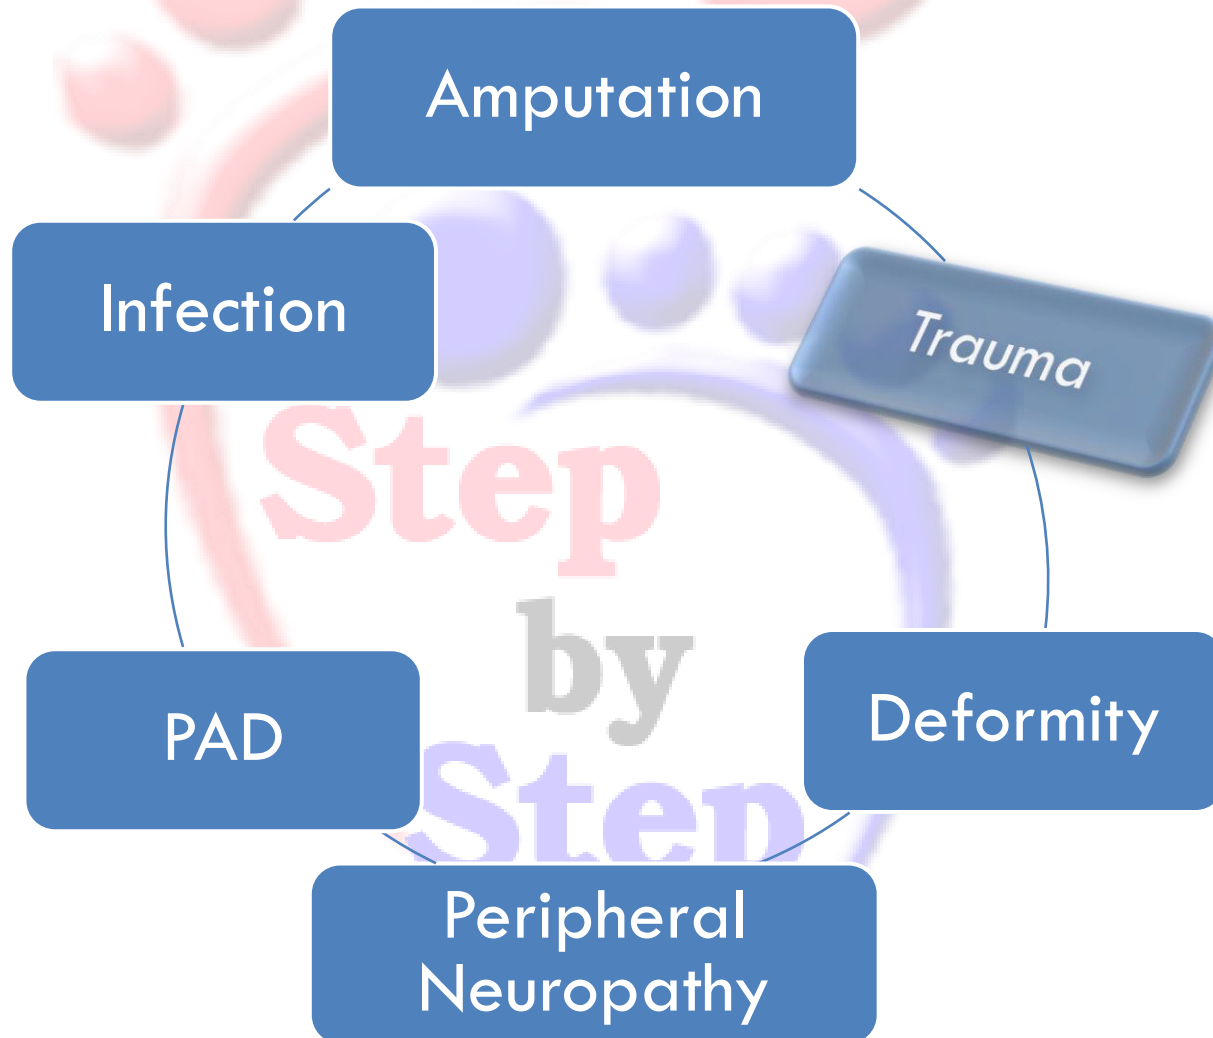 Amputation
Infection
Trauma
Step
by
Step
PAD
Deformity
Peripheral
Neuropathy